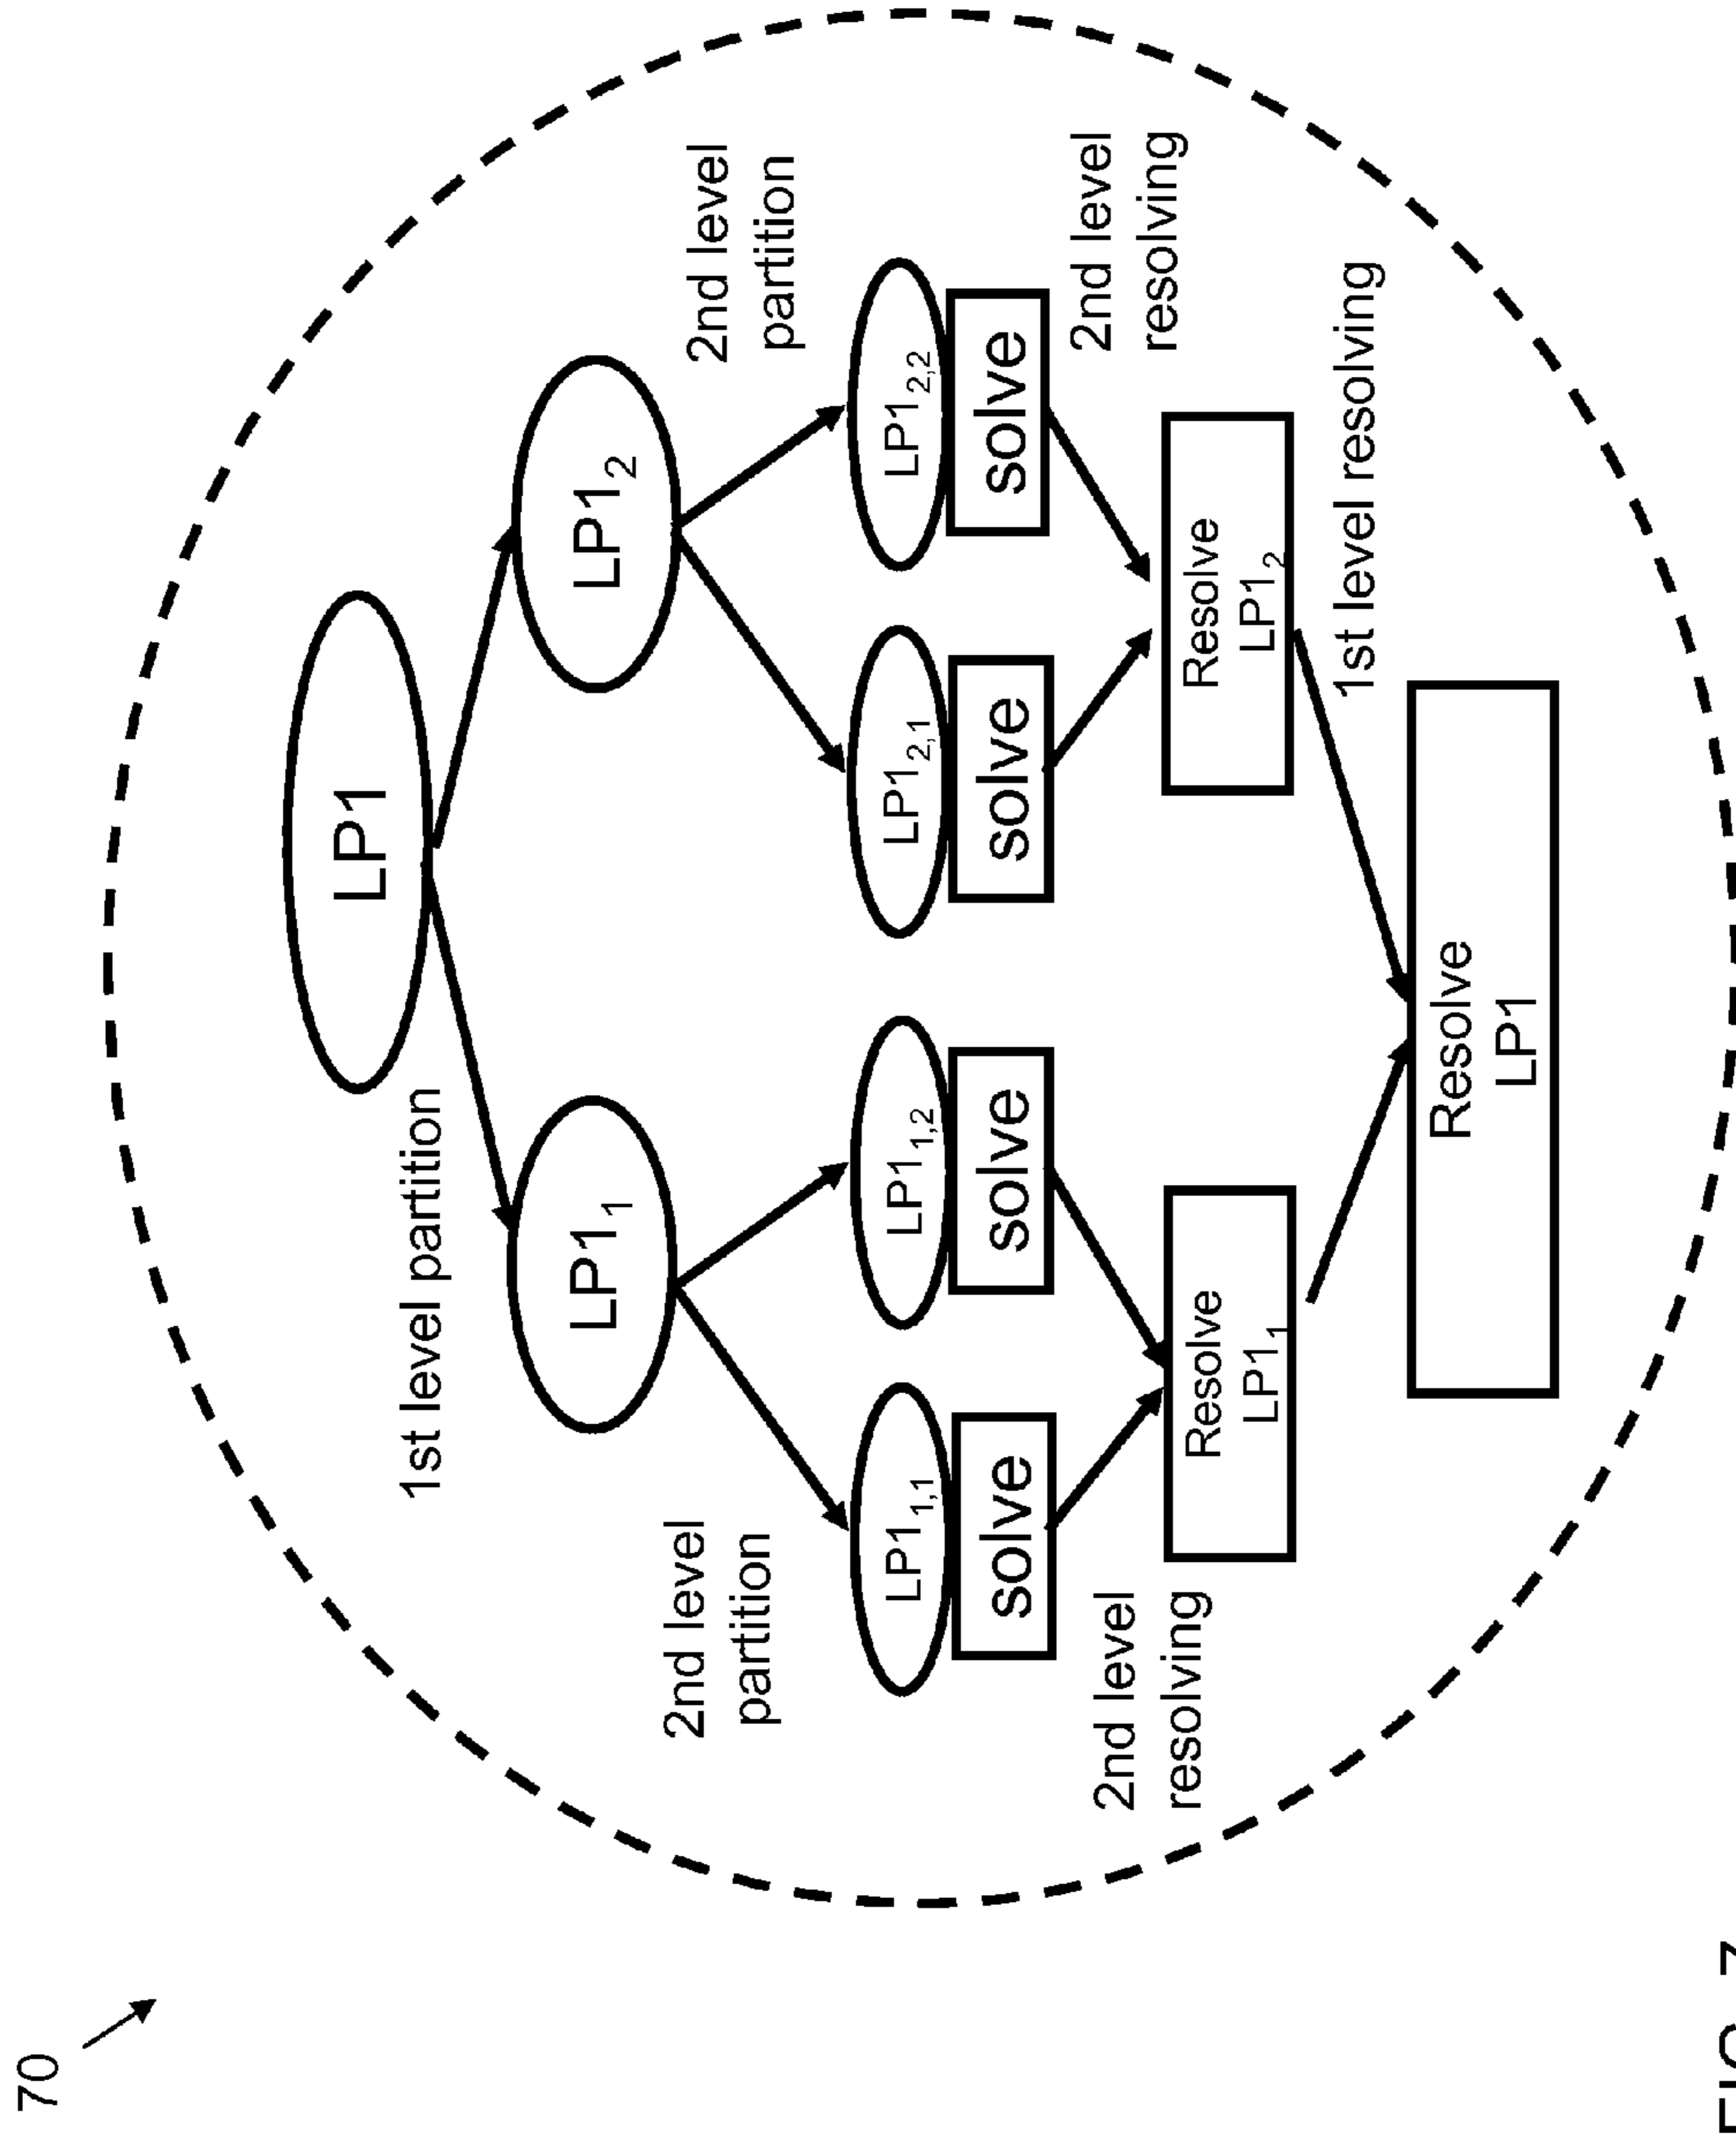 70
LP1
1st level partition
LP1₁
LP1₂
2nd level
partition
2nd level
partition
LP1₁,₁
LP1₁,₂
LP1₂,₁
LP1₂,₂
solve
solve
solve
solve
2nd level
resolving
2nd level
resolving
Resolve
LP1₁
Resolve
LP1₂
1st level resolving
Resolve
LP1